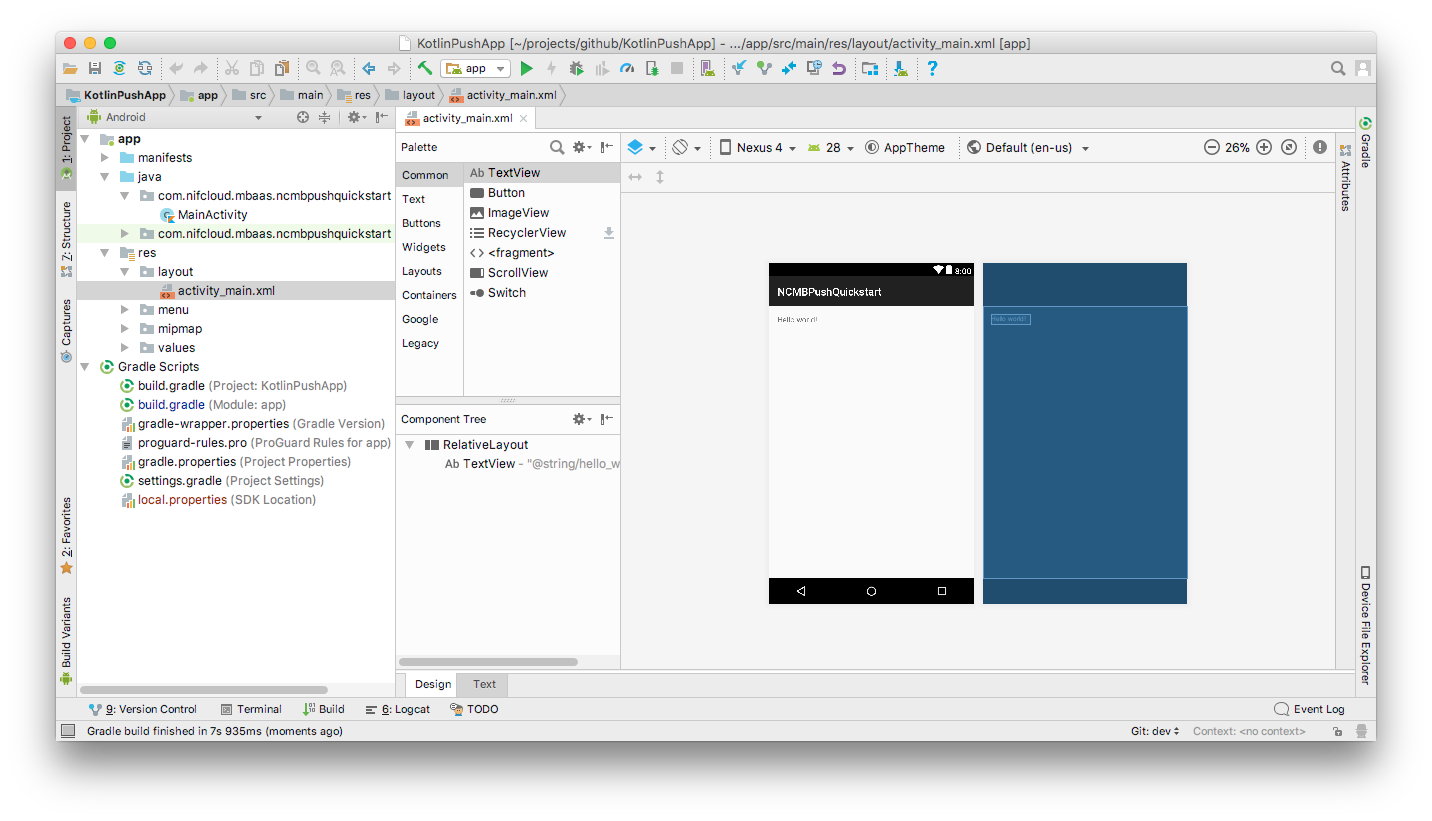 KotlinPushApp [~/projects/github/KotlinPushApp] - .../app/src/main/res/layout/activity_main.xml [app]
app
KotlinPushApp app src main res layout activity_main.xml
Android
activity_main.xml
1: Project
Z: Structure
Captures
2: Favorites
Build Variants
app
manifests
java
com.nifcloud.mbaas.ncmbpushquickstart
MainActivity
com.nifcloud.mbaas.ncmbpushquickstart
res
layout
activity_main.xml
menu
mipmap
values
Gradle Scripts
build.gradle (Project: KotlinPushApp)
build.gradle (Module: app)
gradle-wrapper.properties (Gradle Version)
proguard-rules.pro (ProGuard Rules for app)
gradle.properties (Project Properties)
settings.gradle (Project Settings)
local.properties (SDK Location)
Palette
Common
Text
Buttons
Widgets
Layouts
Containers
Google
Legacy
Ab TextView
Button
ImageView
RecyclerView
<fragment>
ScrollView
Switch
Component Tree
RelativeLayout
Ab TextView - "@string/hello_w
Nexus 4 28 AppTheme Default (en-us) 26%
8:00
NCMBPushQuickstart
Hello world!
Hello world!
Gradle
Attributes
Device File Explorer
Design Text
9: Version Control Terminal Build 6: Logcat TODO Event Log
Gradle build finished in 7s 935ms (moments ago) Git: dev Context: <no context>